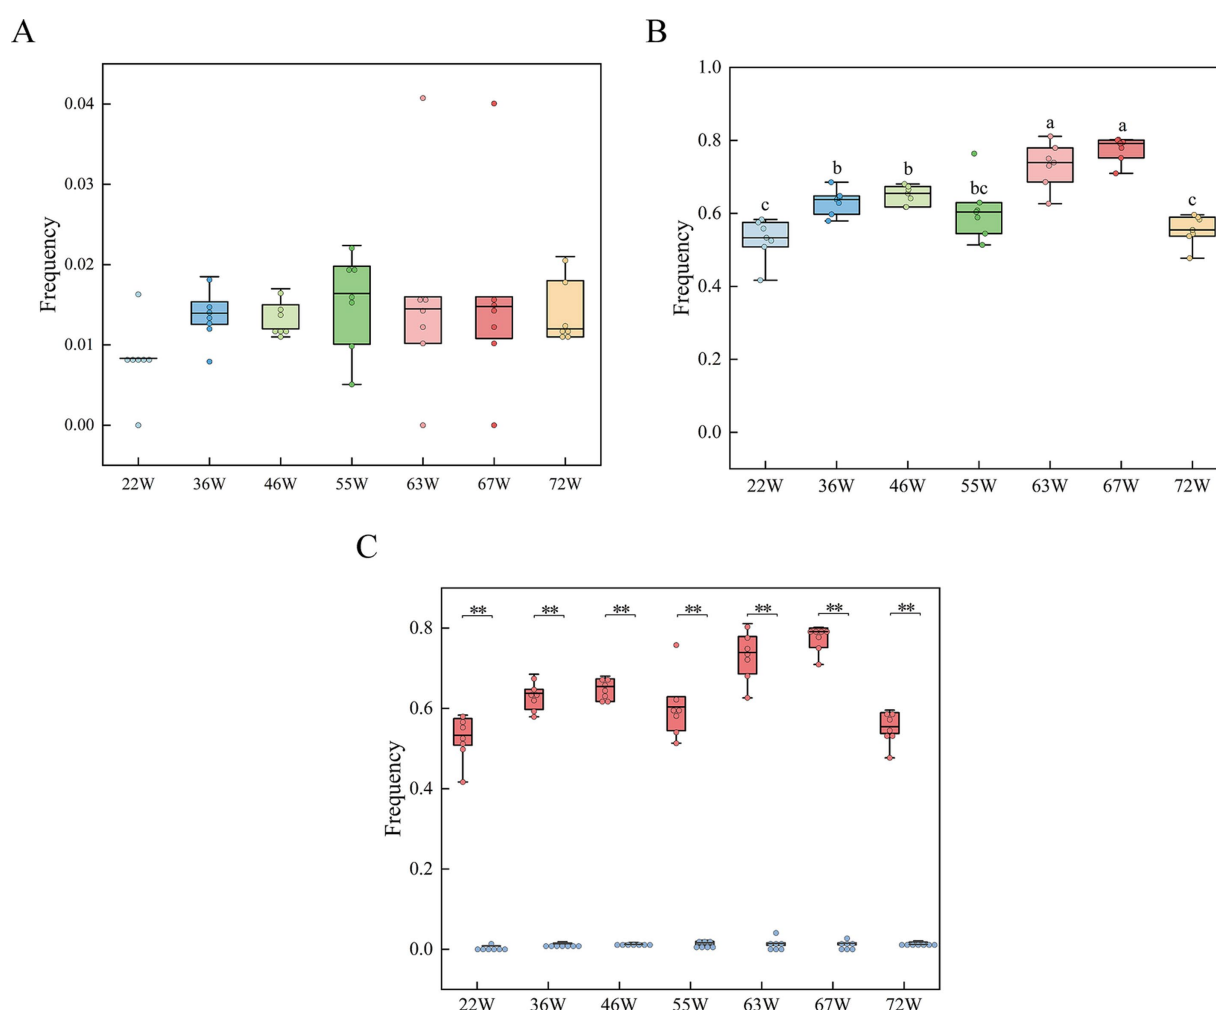 A
Frequency
0.04
0.03
0.02
0.01
0.00
22W 36W 46W 55W 63W 67W 72W
B
Frequency
1.0
0.8
0.6
0.4
0.2
0.0
c b b bc a a c
22W 36W 46W 55W 63W 67W 72W
C
Frequency
0.8
0.6
0.4
0.2
0.0
** ** ** ** ** ** **
22W 36W 46W 55W 63W 67W 72W